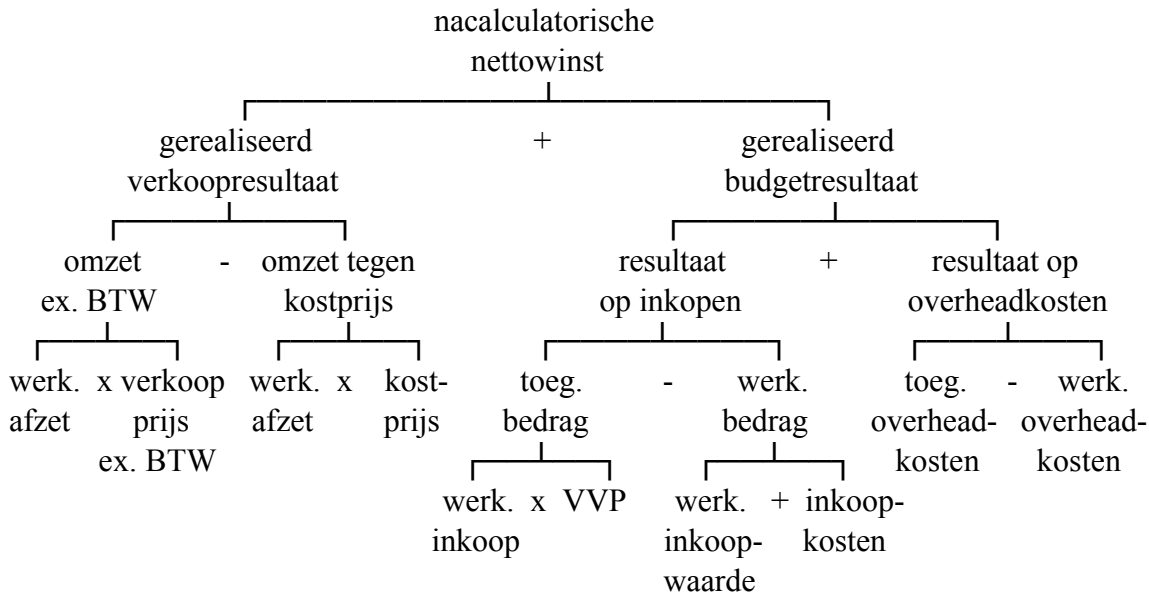 nacalculatorische
nettowinst
gerealiseerd + gerealiseerd
verkoopresultaat budgetresultaat
omzet - omzet tegen resultaat + resultaat op
ex. BTW kostprijs op inkopen overheadkosten
werk. x verkoop werk. x kost- toeg. - werk. toeg. - werk.
afzet prijs afzet prijs bedrag bedrag overhead- overhead-
ex. BTW kosten kosten
werk. x VVP werk. + inkoop-
inkoop inkoop- kosten
waarde